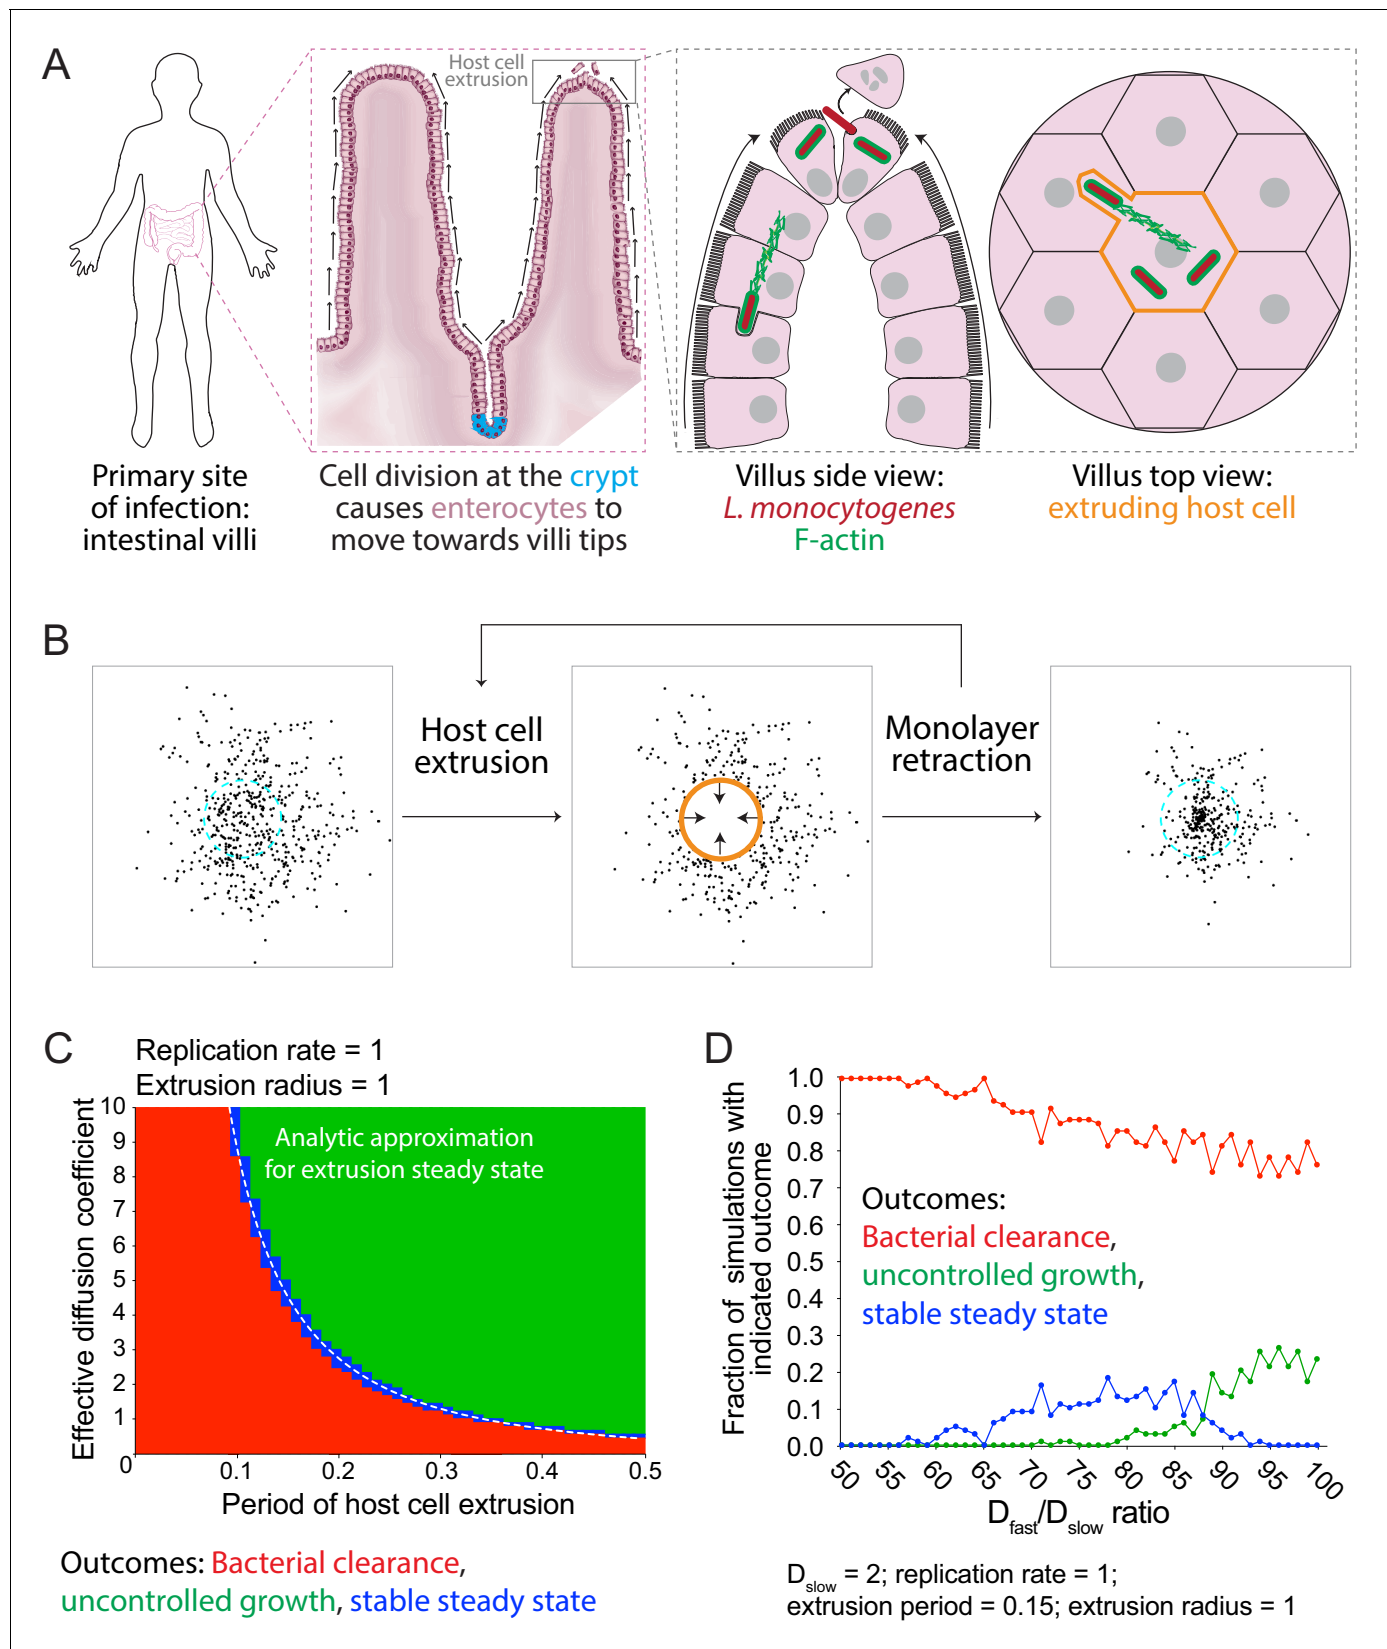 A
Host cell
extrusion
Primary site
of infection:
intestinal villi
Cell division at the crypt
causes enterocytes to
move towards villi tips
Villus side view:
L. monocytogenes
F-actin
Villus top view:
extruding host cell
B
Host cell
extrusion
Monolayer
retraction
C
Replication rate = 1
Extrusion radius = 1
Effective diffusion coefficient
10
9
8
7
6
5
4
3
2
1
0
0.1
0.2
0.3
0.4
0.5
Analytic approximation
for extrusion steady state
Period of host cell extrusion
Outcomes: Bacterial clearance,
uncontrolled growth, stable steady state
D
Fraction of simulations with
indicated outcome
1.0
0.9
0.8
0.7
0.6
0.5
0.4
0.3
0.2
0.1
0.0
Outcomes:
Bacterial clearance,
uncontrolled growth,
stable steady state
50
55
60
65
70
75
80
85
90
95
100
Dfast/Dslow ratio
Dslow = 2; replication rate = 1;
extrusion period = 0.15; extrusion radius = 1